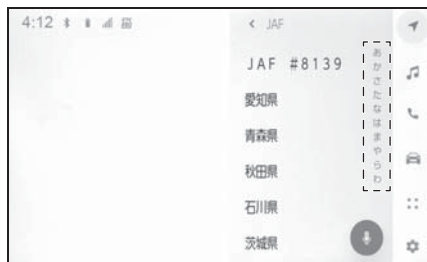 4:12
JAF
JAF #8139
愛知県
青森県
秋田県
石川県
茨城県
あ
か
さ
た
な
は
ま
や
ら
わ